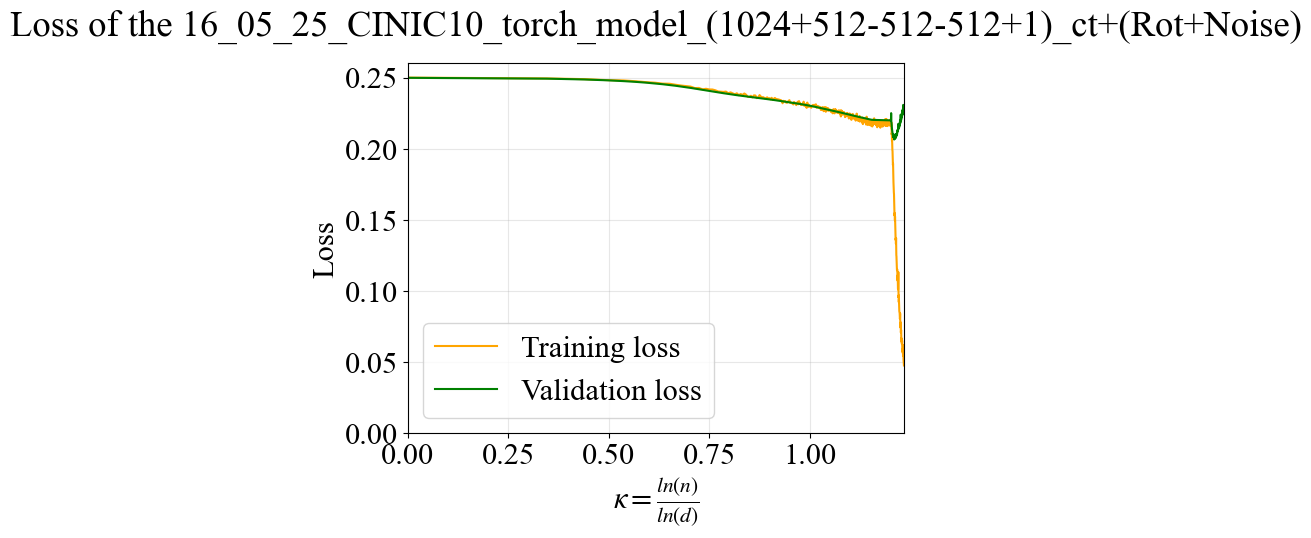 Loss of the 16_05_25_CINIC10_torch_model_(1024+512-512-512+1)_ct+(Rot+Noise)
0.25
0.20
0.15
0.10
0.05
0.00
Loss
Training loss
Validation loss
0.00 0.25 0.50 0.75 1.00
κ = ln(n)/ln(d)